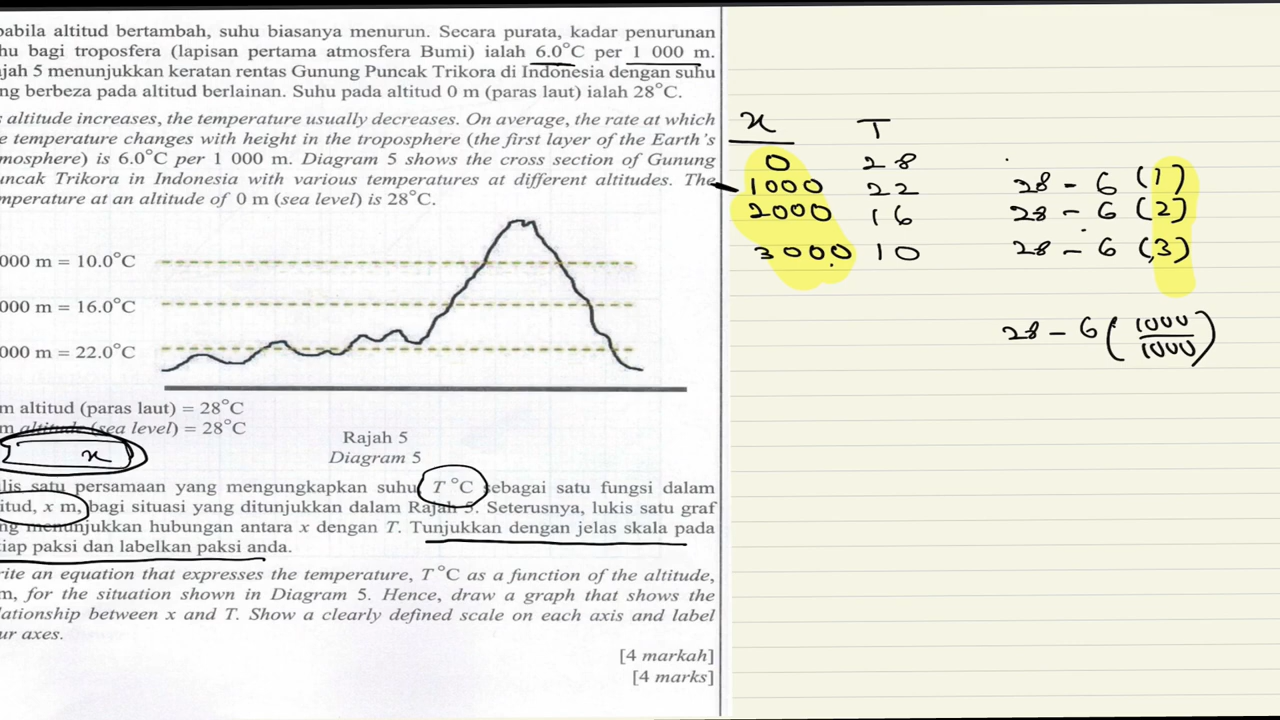 pabila altitud bertambah, suhu biasanya menurun. Secara purata, kadar penurunan
hu bagi troposfera (lapisan pertama atmosfera Bumi) ialah 6.0°C per 1 000 m.
jah 5 menunjukkan keratan rentas Gunung Puncak Trikora di Indonesia dengan suhu
ng berbeza pada altitud berlainan. Suhu pada altitud 0 m (paras laut) ialah 28°C.
s altitude increases, the temperature usually decreases. On average, the rate at which
e temperature changes with height in the troposphere (the first layer of the Earth's
mosphere) is 6.0°C per 1 000 m. Diagram 5 shows the cross section of Gunung
uncak Trikora in Indonesia with various temperatures at different altitudes. The
mperature at an altitude of 0 m (sea level) is 28°C.
000 m = 10.0°C
000 m = 16.0°C
000 m = 22.0°C
m altitud (paras laut) = 28°C
m altitude (sea level) = 28°C
Rajah 5
Diagram 5
x
lis satu persamaan yang mengungkapkan suhu T °C sebagai satu fungsi dalam
itud, x m, bagi situasi yang ditunjukkan dalam Rajah 5. Seterusnya, lukis satu graf
ng menunjukkan hubungan antara x dengan T. Tunjukkan dengan jelas skala pada
iap paksi dan labelkan paksi anda.
rite an equation that expresses the temperature, T °C as a function of the altitude,
m, for the situation shown in Diagram 5. Hence, draw a graph that shows the
lationship between x and T. Show a clearly defined scale on each axis and label
ur axes.
[4 markah]
[4 marks]
x T
0 28
1000 22 28 - 6 (1)
2000 16 28 - 6 (2)
3000 10 28 - 6 (3)
28 - 6 (1000/1000)